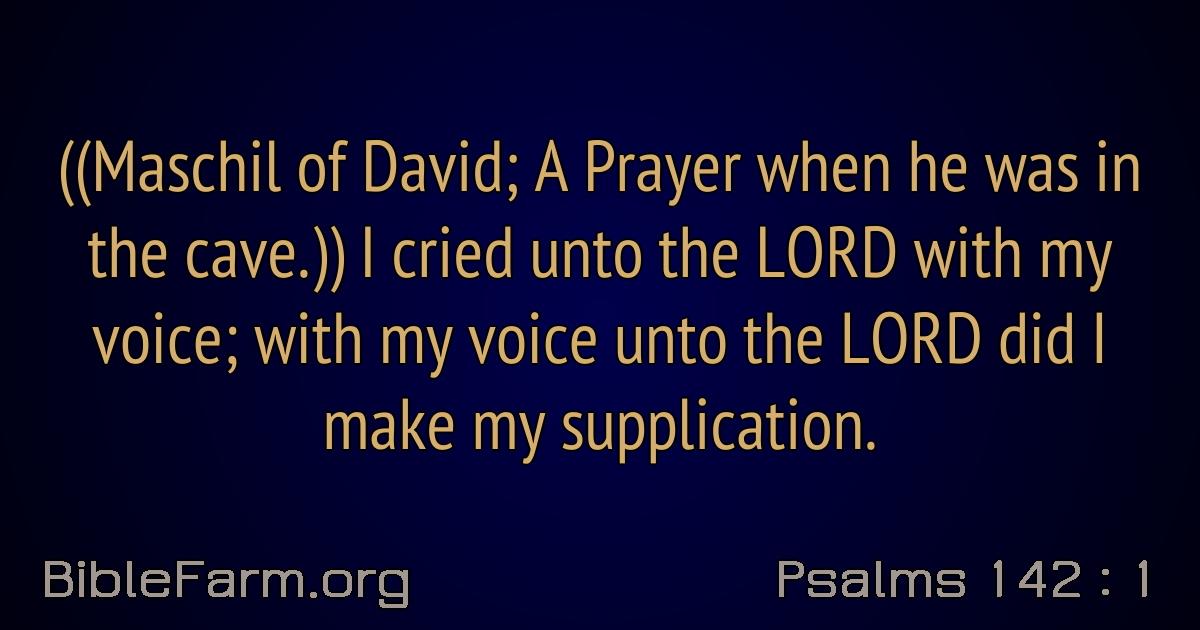 ((Maschil of David; A Prayer when he was in
the cave.)) I cried unto the LORD with my
voice; with my voice unto the LORD did I
make my supplication.
BibleFarm.org
Psalms 142 : 1